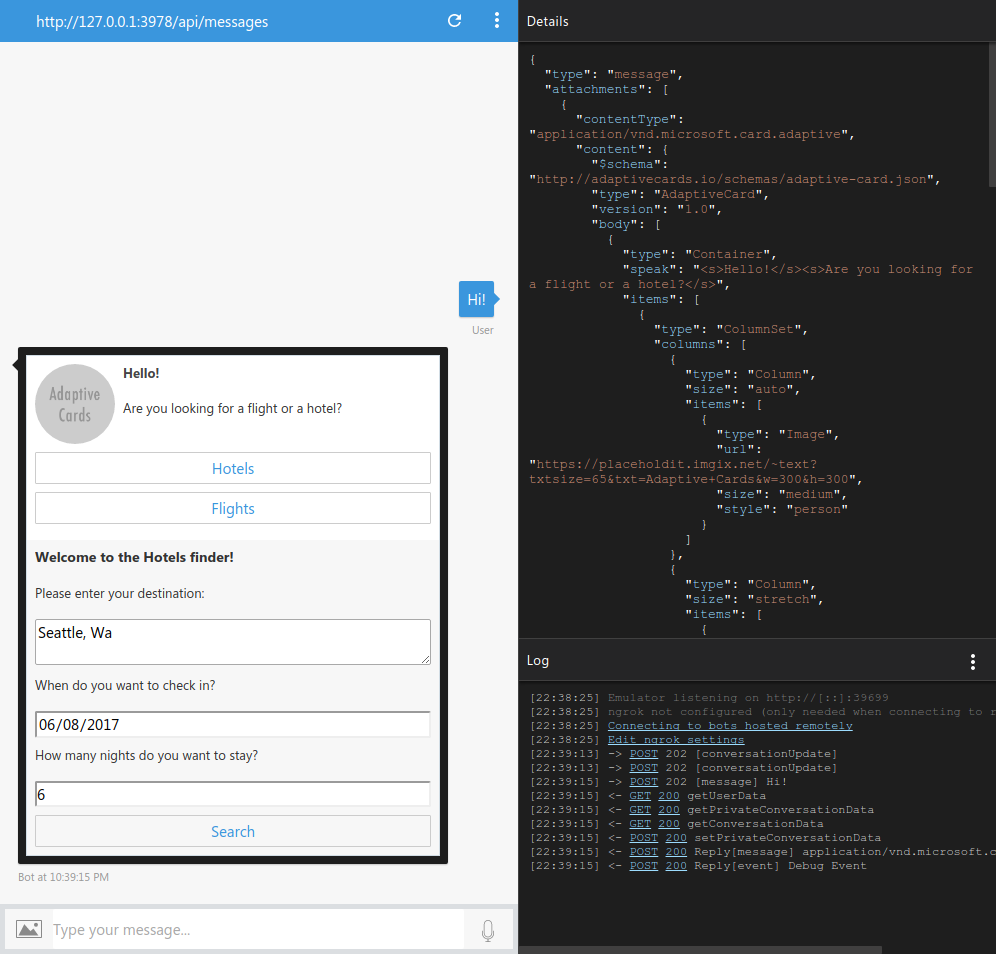 http://127.0.0.1:3978/api/messages
Hi!
User
Adaptive
Cards
Hello!
Are you looking for a flight or a hotel?
Hotels
Flights
Welcome to the Hotels finder!
Please enter your destination:
Seattle, Wa
When do you want to check in?
06/08/2017
How many nights do you want to stay?
6
Search
Bot at 10:39:15 PM
Type your message...
Details
{
"type": "message",
"attachments": [
{
"contentType":
"application/vnd.microsoft.card.adaptive",
"content": {
"$schema":
"http://adaptivecards.io/schemas/adaptive-card.json",
"type": "AdaptiveCard",
"version": "1.0",
"body": [
{
"type": "Container",
"speak": "<s>Hello!</s><s>Are you looking for
a flight or a hotel?</s>",
"items": [
{
"type": "ColumnSet",
"columns": [
{
"type": "Column",
"size": "auto",
"items": [
{
"type": "Image",
"url":
"https://placeholdit.imgix.net/~text?
txtsize=65&txt=Adaptive+Cards&w=300&h=300",
"size": "medium",
"style": "person"
}
]
},
{
"type": "Column",
"size": "stretch",
"items": [
{
Log
[22:38:25] Emulator listening on http://[::]:39699
[22:38:25] ngrok not configured (only needed when connecting to
[22:38:25] Connecting to bots hosted remotely
[22:38:25] Edit ngrok settings
[22:39:13] -> POST 202 [conversationUpdate]
[22:39:13] -> POST 202 [conversationUpdate]
[22:39:15] -> POST 202 [message] Hi!
[22:39:15] <- GET 200 getUserData
[22:39:15] <- GET 200 getPrivateConversationData
[22:39:15] <- GET 200 getConversationData
[22:39:15] <- POST 200 setPrivateConversationData
[22:39:15] <- POST 200 Reply[message] application/vnd.microsoft.c
[22:39:15] <- POST 200 Reply[event] Debug Event